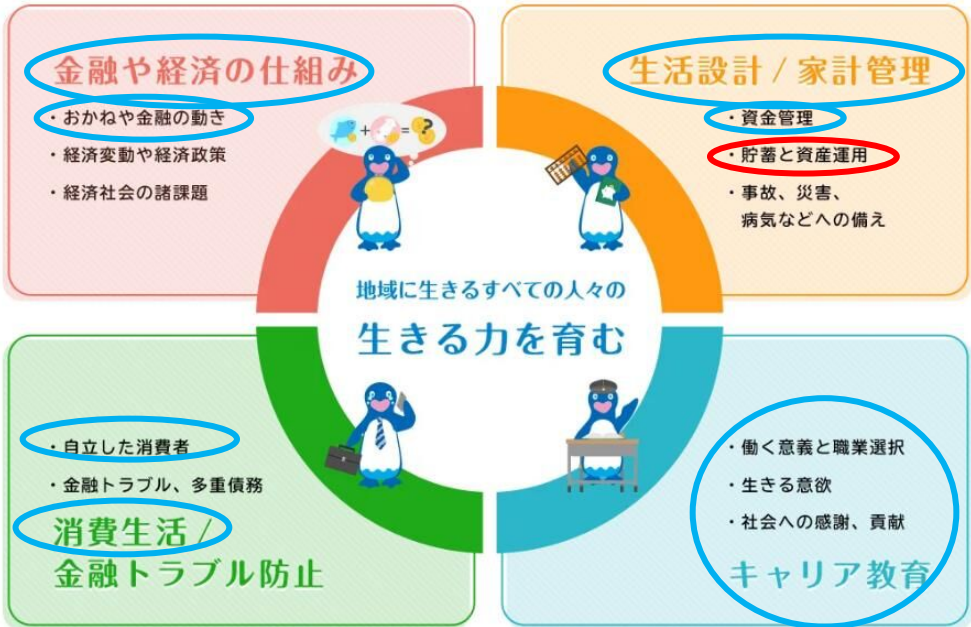 金融や経済の仕組み
・おかねや金融の動き
・経済変動や経済政策
・経済社会の諸課題
生活設計 / 家計管理
・資金管理
・貯蓄と資産運用
・事故、災害、
病気などへの備え
+ = ?
地域に生きるすべての人々の
生きる力を育む
・自立した消費者
・金融トラブル、多重債務
消費生活 /
金融トラブル防止
・働く意義と職業選択
・生きる意欲
・社会への感謝、貢献
キャリア教育